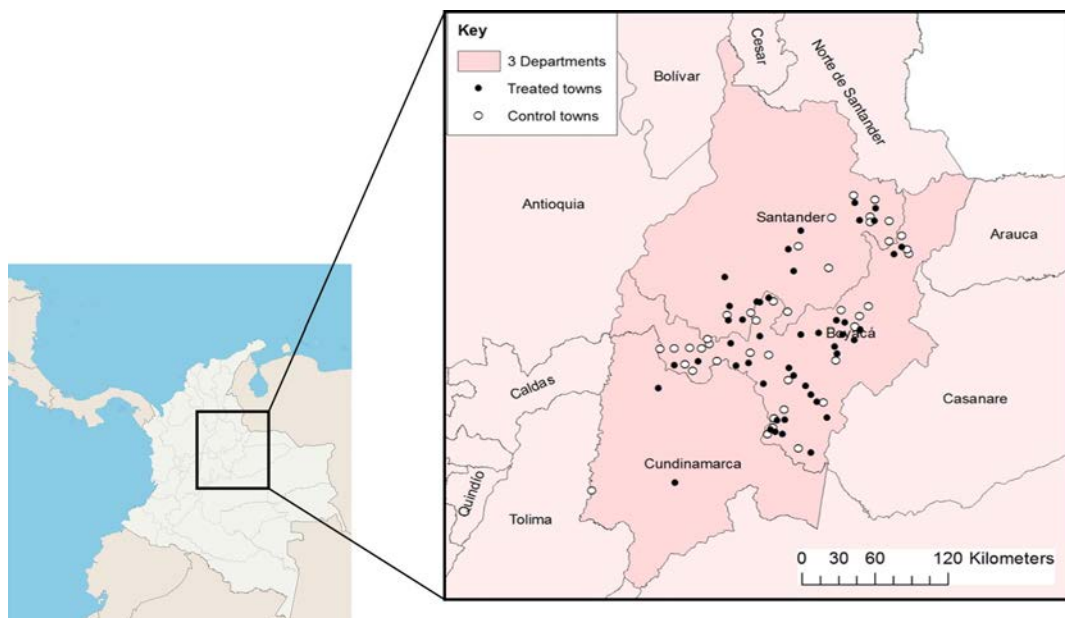 Key
3 Departments
Treated towns
Control towns
Cesar
Bolívar
Norte de Santander
Antioquia
Santander
Arauca
Boyacá
Caldas
Casanare
Cundinamarca
Quindío
Tolima
0 30 60 120 Kilometers